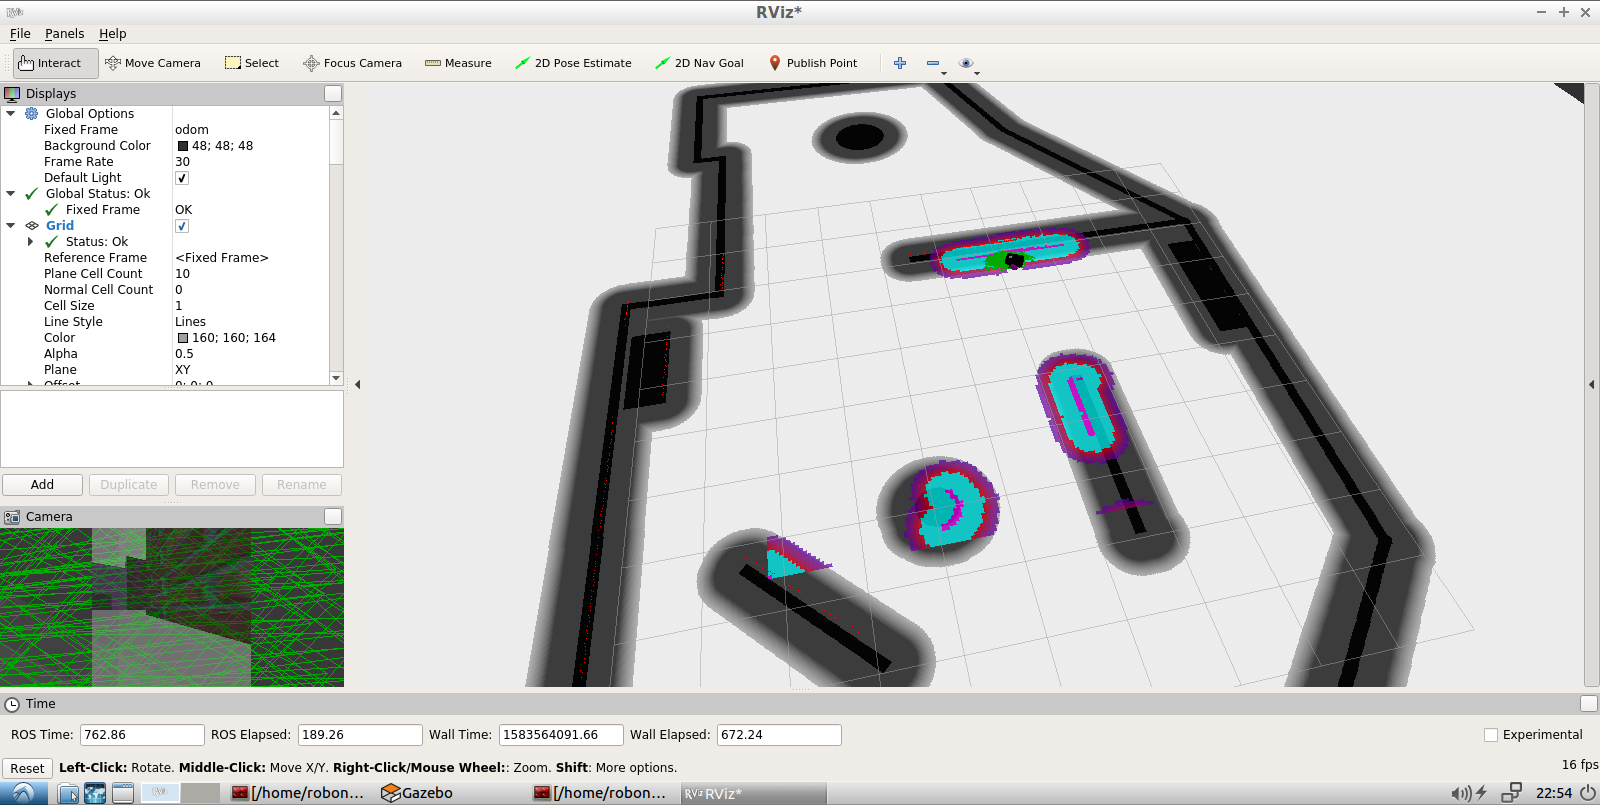 RViz*
File Panels Help
Interact Move Camera Select Focus Camera Measure 2D Pose Estimate 2D Nav Goal Publish Point
Displays
Global Options
Fixed Frame odom
Background Color 48; 48; 48
Frame Rate 30
Default Light
Global Status: Ok
Fixed Frame OK
Grid
Status: Ok
Reference Frame <Fixed Frame>
Plane Cell Count 10
Normal Cell Count 0
Cell Size 1
Line Style Lines
Color 160; 160; 164
Alpha 0.5
Plane XY
Offset 0; 0; 0
Add Duplicate Remove Rename
Camera
Time
ROS Time: 762.86 ROS Elapsed: 189.26 Wall Time: 1583564091.66 Wall Elapsed: 672.24 Experimental
Reset Left-Click: Rotate. Middle-Click: Move X/Y. Right-Click/Mouse Wheel:: Zoom. Shift: More options. 16 fps
[/home/robon... Gazebo [/home/robon... RViz RViz* 22:54